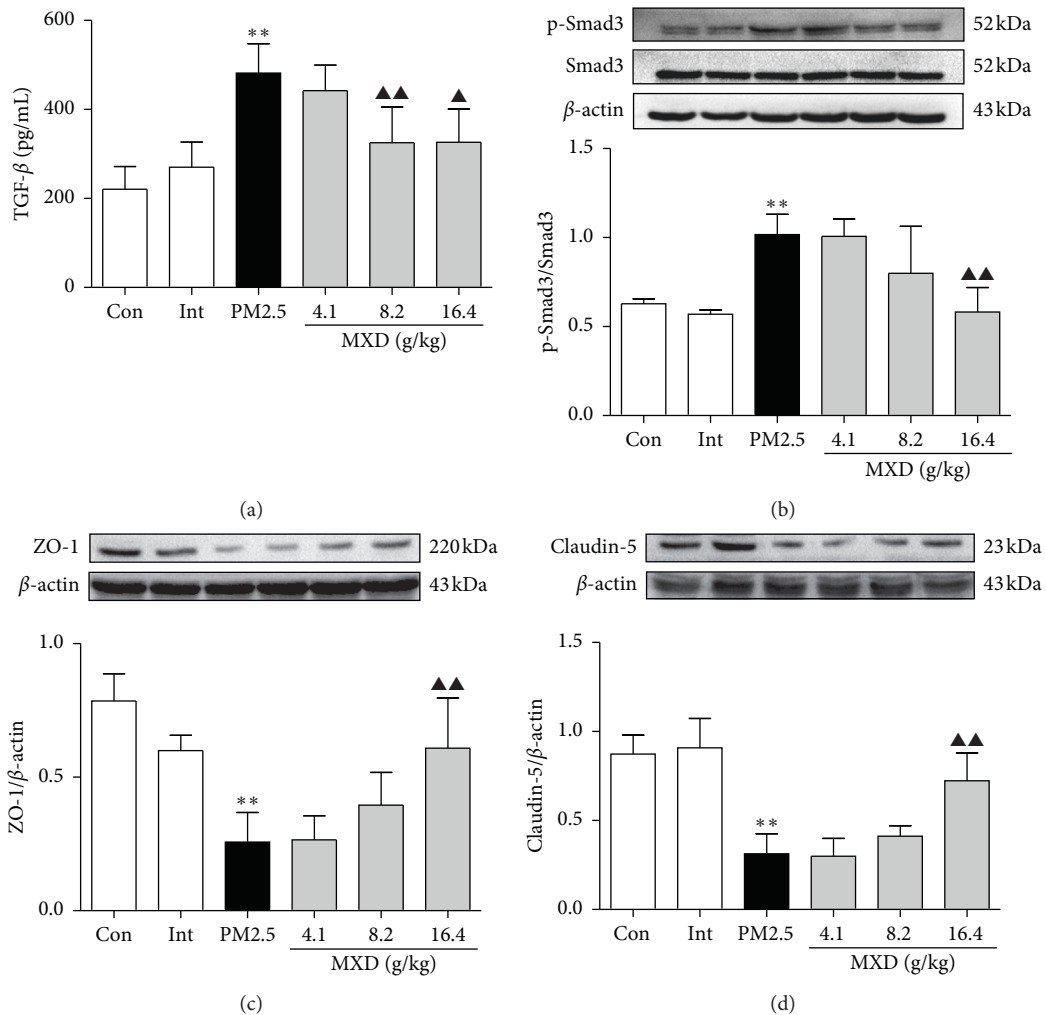 600
400
200
0
TGF-β (pg/mL)
**
▲▲
▲
Con Int PM2.5 4.1 8.2 16.4
MXD (g/kg)
(a)
p-Smad3 52 kDa
Smad3 52 kDa
β-actin 43 kDa
1.5
1.0
0.5
0.0
p-Smad3/Smad3
**
▲▲
Con Int PM2.5 4.1 8.2 16.4
MXD (g/kg)
(b)
ZO-1 220 kDa
β-actin 43 kDa
1.0
0.5
0.0
ZO-1/β-actin
**
▲▲
Con Int PM2.5 4.1 8.2 16.4
MXD (g/kg)
(c)
Claudin-5 23 kDa
β-actin 43 kDa
1.5
1.0
0.5
0.0
Claudin-5/β-actin
**
▲▲
Con Int PM2.5 4.1 8.2 16.4
MXD (g/kg)
(d)